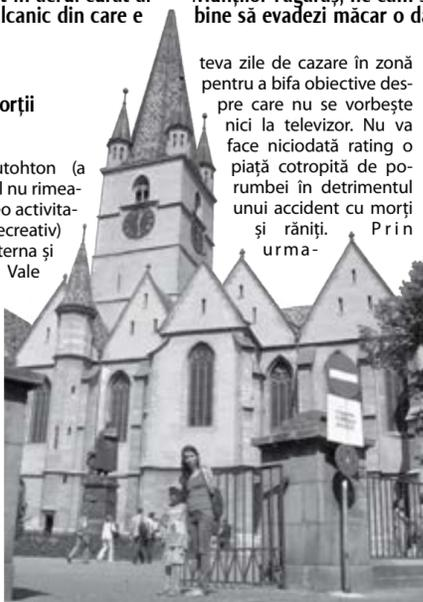 bine să evadezi măcar o da
lcanic din care e
orții
utohton (a
l nu rimea-
eo activita-
ecreativ)
terna și
Vale
teva zile de cazare în zonă
pentru a bifa obiective des-
pre care nu se vorbește
nici la televizor. Nu va
face niciodată rating o
piață cotropită de po-
rumbei în detrimentul
unui accident cu morți
și răniți. Prin
urma-